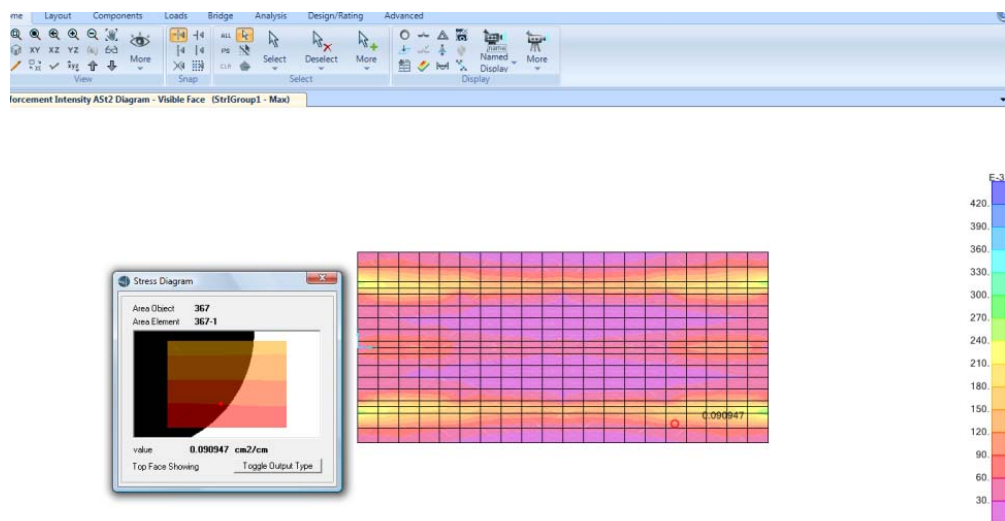 ome Layout Components Loads Bridge Analysis Design/Rating Advanced
XY XZ YZ
More
View
Snap
ALL
PS
CLR
Select
Deselect
More
Select
name
Named
Display
More
Display
forcement Intensity ASt2 Diagram - Visible Face (StrIGroup1 - Max)
Stress Diagram
Area Object 367
Area Element 367-1
value 0.090947 cm2/cm
Top Face Showing
Toggle Output Type
0.090947
E-3
420.
390.
360.
330.
300.
270.
240.
210.
180.
150.
120.
90.
60.
30.